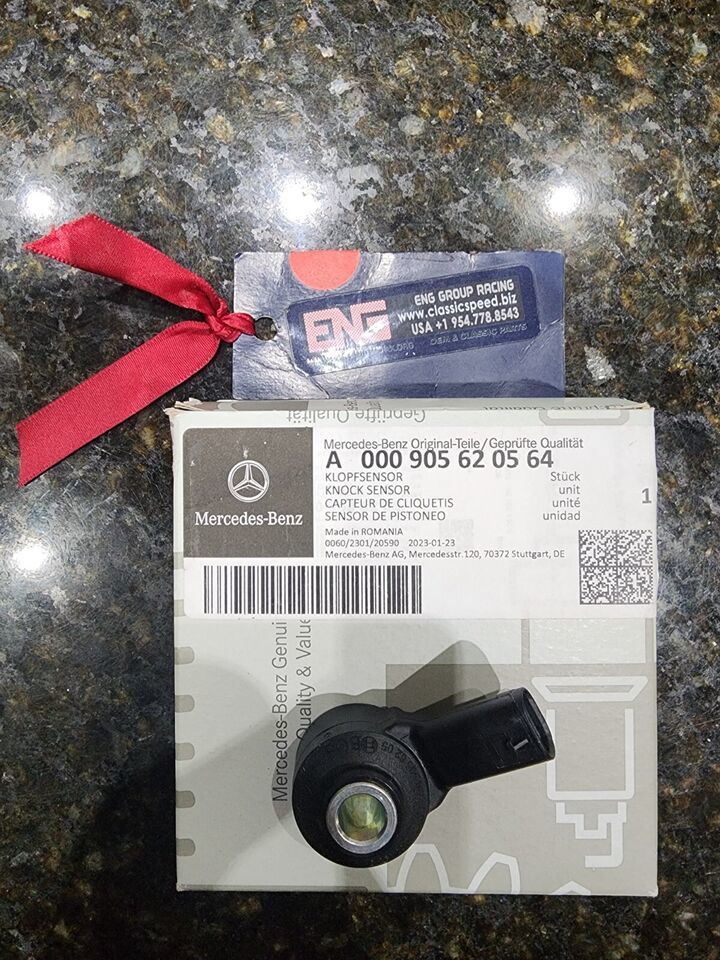 ENG GROUP RACING
ENG
www.classicspeed.biz
USA +1 954.778.8543
OEM & CLASSIC PARTS
Geprüfte Qualität
Mercedes-Benz Original-Teile/Geprüfte Qualität
A 000 905 62 05 64
KLOPFSENSOR Stück
KNOCK SENSOR unit
CAPTEUR DE CLIQUETIS unité
SENSOR DE PISTONEO unidad
1
Made in ROMANIA
0060/2301/20590 2023-01-23
Mercedes-Benz AG, Mercedesstr.120, 70372 Stuttgart, DE
Mercedes-Benz
Mercedes-Benz Genui
Quality & Value